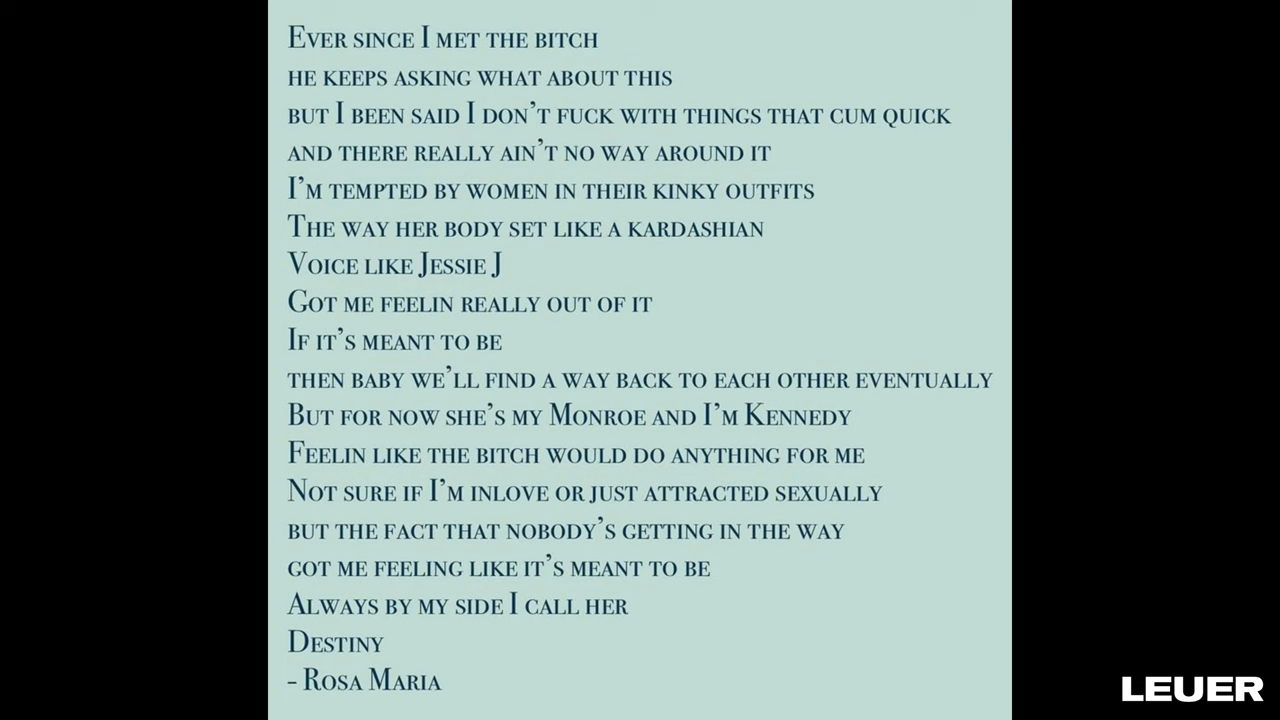 Ever since I met the bitch
he keeps asking what about this
but I been said I don't fuck with things that cum quick
and there really ain't no way around it
I'm tempted by women in their kinky outfits
The way her body set like a kardashian
Voice like Jessie J
Got me feelin really out of it
If it's meant to be
then baby we'll find a way back to each other eventually
But for now she's my Monroe and I'm Kennedy
Feelin like the bitch would do anything for me
Not sure if I'm inlove or just attracted sexually
but the fact that nobody's getting in the way
got me feeling like it's meant to be
Always by my side I call her
Destiny
- Rosa Maria
LEUER